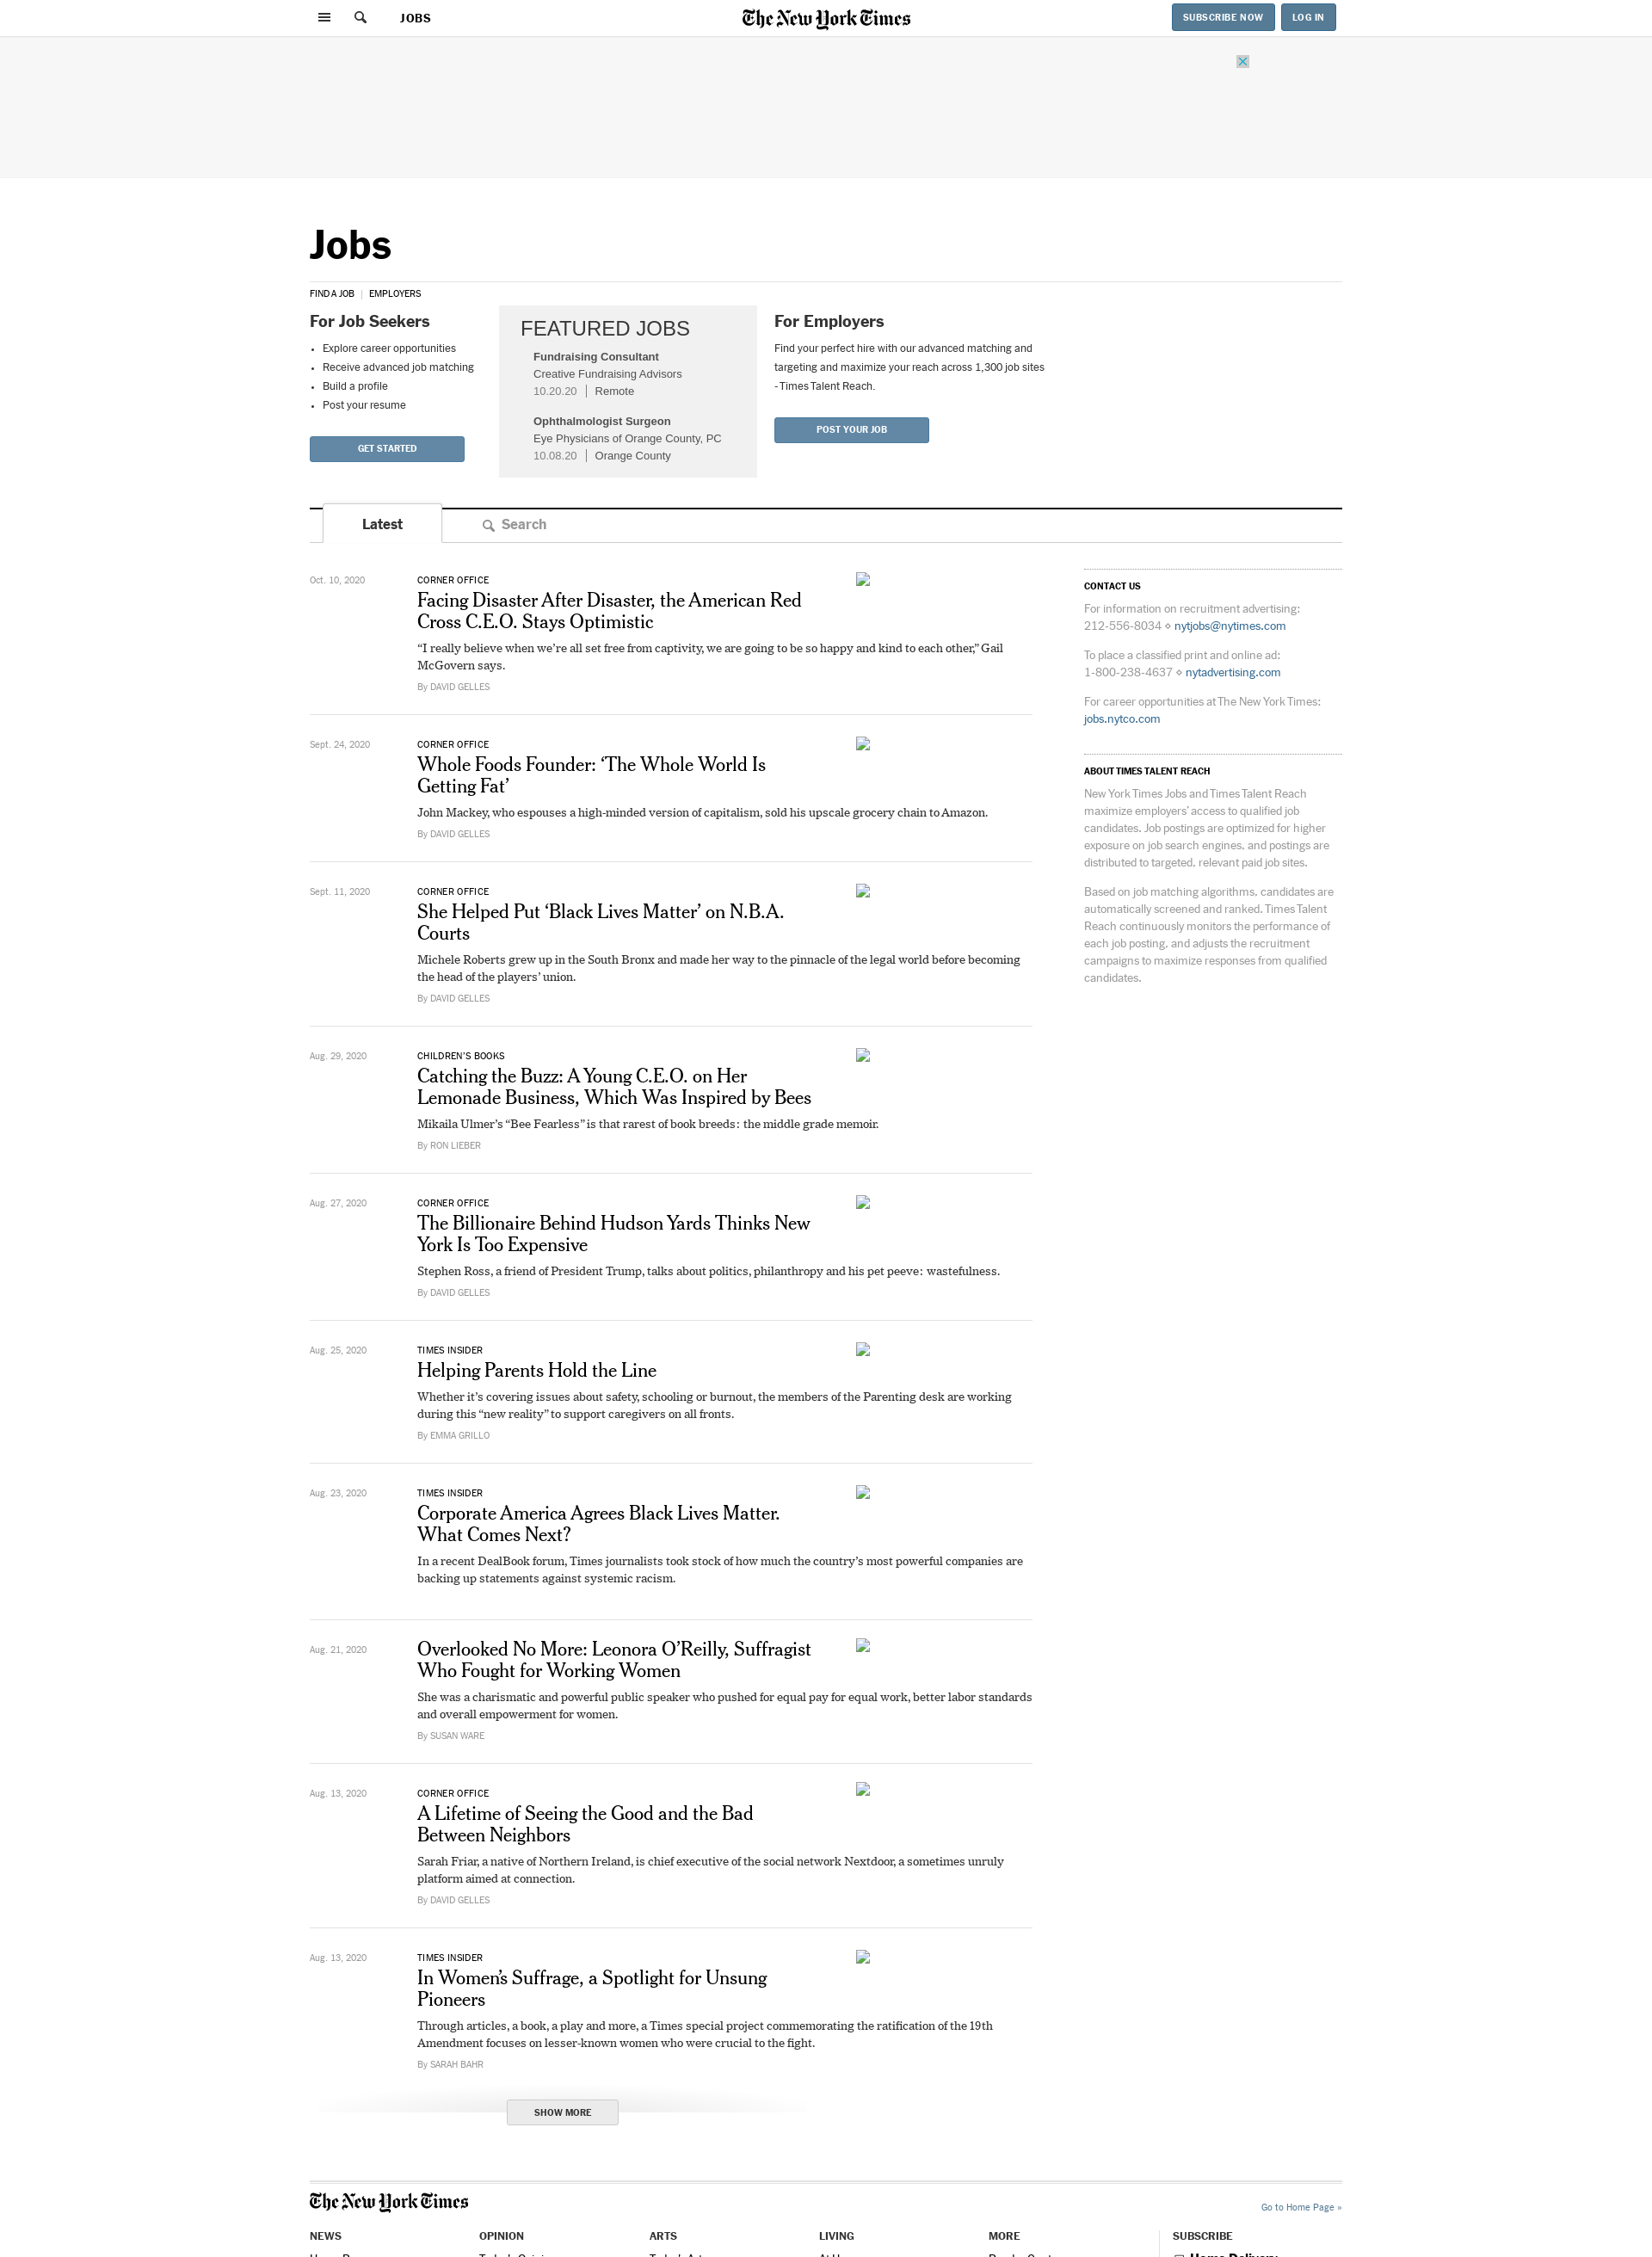 JOBS
The New York Times
SUBSCRIBE NOW
LOG IN
Jobs
FIND A JOB | EMPLOYERS
For Job Seekers
• Explore career opportunities
• Receive advanced job matching
• Build a profile
• Post your resume
GET STARTED
FEATURED JOBS
Fundraising Consultant
Creative Fundraising Advisors
10.20.20 | Remote
Ophthalmologist Surgeon
Eye Physicians of Orange County, PC
10.08.20 | Orange County
For Employers
Find your perfect hire with our advanced matching and
targeting and maximize your reach across 1,300 job sites
- Times Talent Reach.
POST YOUR JOB
Latest
Search
Oct. 10, 2020
CORNER OFFICE
Facing Disaster After Disaster, the American Red
Cross C.E.O. Stays Optimistic
“I really believe when we’re all set free from captivity, we are going to be so happy and kind to each other,” Gail
McGovern says.
By DAVID GELLES
Sept. 24, 2020
CORNER OFFICE
Whole Foods Founder: ‘The Whole World Is
Getting Fat’
John Mackey, who espouses a high-minded version of capitalism, sold his upscale grocery chain to Amazon.
By DAVID GELLES
Sept. 11, 2020
CORNER OFFICE
She Helped Put ‘Black Lives Matter’ on N.B.A.
Courts
Michele Roberts grew up in the South Bronx and made her way to the pinnacle of the legal world before becoming
the head of the players’ union.
By DAVID GELLES
Aug. 29, 2020
CHILDREN’S BOOKS
Catching the Buzz: A Young C.E.O. on Her
Lemonade Business, Which Was Inspired by Bees
Mikaila Ulmer’s “Bee Fearless” is that rarest of book breeds: the middle grade memoir.
By RON LIEBER
Aug. 27, 2020
CORNER OFFICE
The Billionaire Behind Hudson Yards Thinks New
York Is Too Expensive
Stephen Ross, a friend of President Trump, talks about politics, philanthropy and his pet peeve: wastefulness.
By DAVID GELLES
Aug. 25, 2020
TIMES INSIDER
Helping Parents Hold the Line
Whether it’s covering issues about safety, schooling or burnout, the members of the Parenting desk are working
during this “new reality” to support caregivers on all fronts.
By EMMA GRILLO
Aug. 23, 2020
TIMES INSIDER
Corporate America Agrees Black Lives Matter.
What Comes Next?
In a recent DealBook forum, Times journalists took stock of how much the country’s most powerful companies are
backing up statements against systemic racism.
Aug. 21, 2020
Overlooked No More: Leonora O’Reilly, Suffragist
Who Fought for Working Women
She was a charismatic and powerful public speaker who pushed for equal pay for equal work, better labor standards
and overall empowerment for women.
By SUSAN WARE
Aug. 13, 2020
CORNER OFFICE
A Lifetime of Seeing the Good and the Bad
Between Neighbors
Sarah Friar, a native of Northern Ireland, is chief executive of the social network Nextdoor, a sometimes unruly
platform aimed at connection.
By DAVID GELLES
Aug. 13, 2020
TIMES INSIDER
In Women’s Suffrage, a Spotlight for Unsung
Pioneers
Through articles, a book, a play and more, a Times special project commemorating the ratification of the 19th
Amendment focuses on lesser-known women who were crucial to the fight.
By SARAH BAHR
SHOW MORE
CONTACT US
For information on recruitment advertising:
212-556-8034 ⋄ nytjobs@nytimes.com
To place a classified print and online ad:
1-800-238-4637 ⋄ nytadvertising.com
For career opportunities at The New York Times:
jobs.nytco.com
ABOUT TIMES TALENT REACH
New York Times Jobs and Times Talent Reach
maximize employers’ access to qualified job
candidates. Job postings are optimized for higher
exposure on job search engines, and postings are
distributed to targeted, relevant paid job sites.
Based on job matching algorithms, candidates are
automatically screened and ranked. Times Talent
Reach continuously monitors the performance of
each job posting, and adjusts the recruitment
campaigns to maximize responses from qualified
candidates.
The New York Times
Go to Home Page »
NEWS
OPINION
ARTS
LIVING
MORE
SUBSCRIBE
Home Delivery